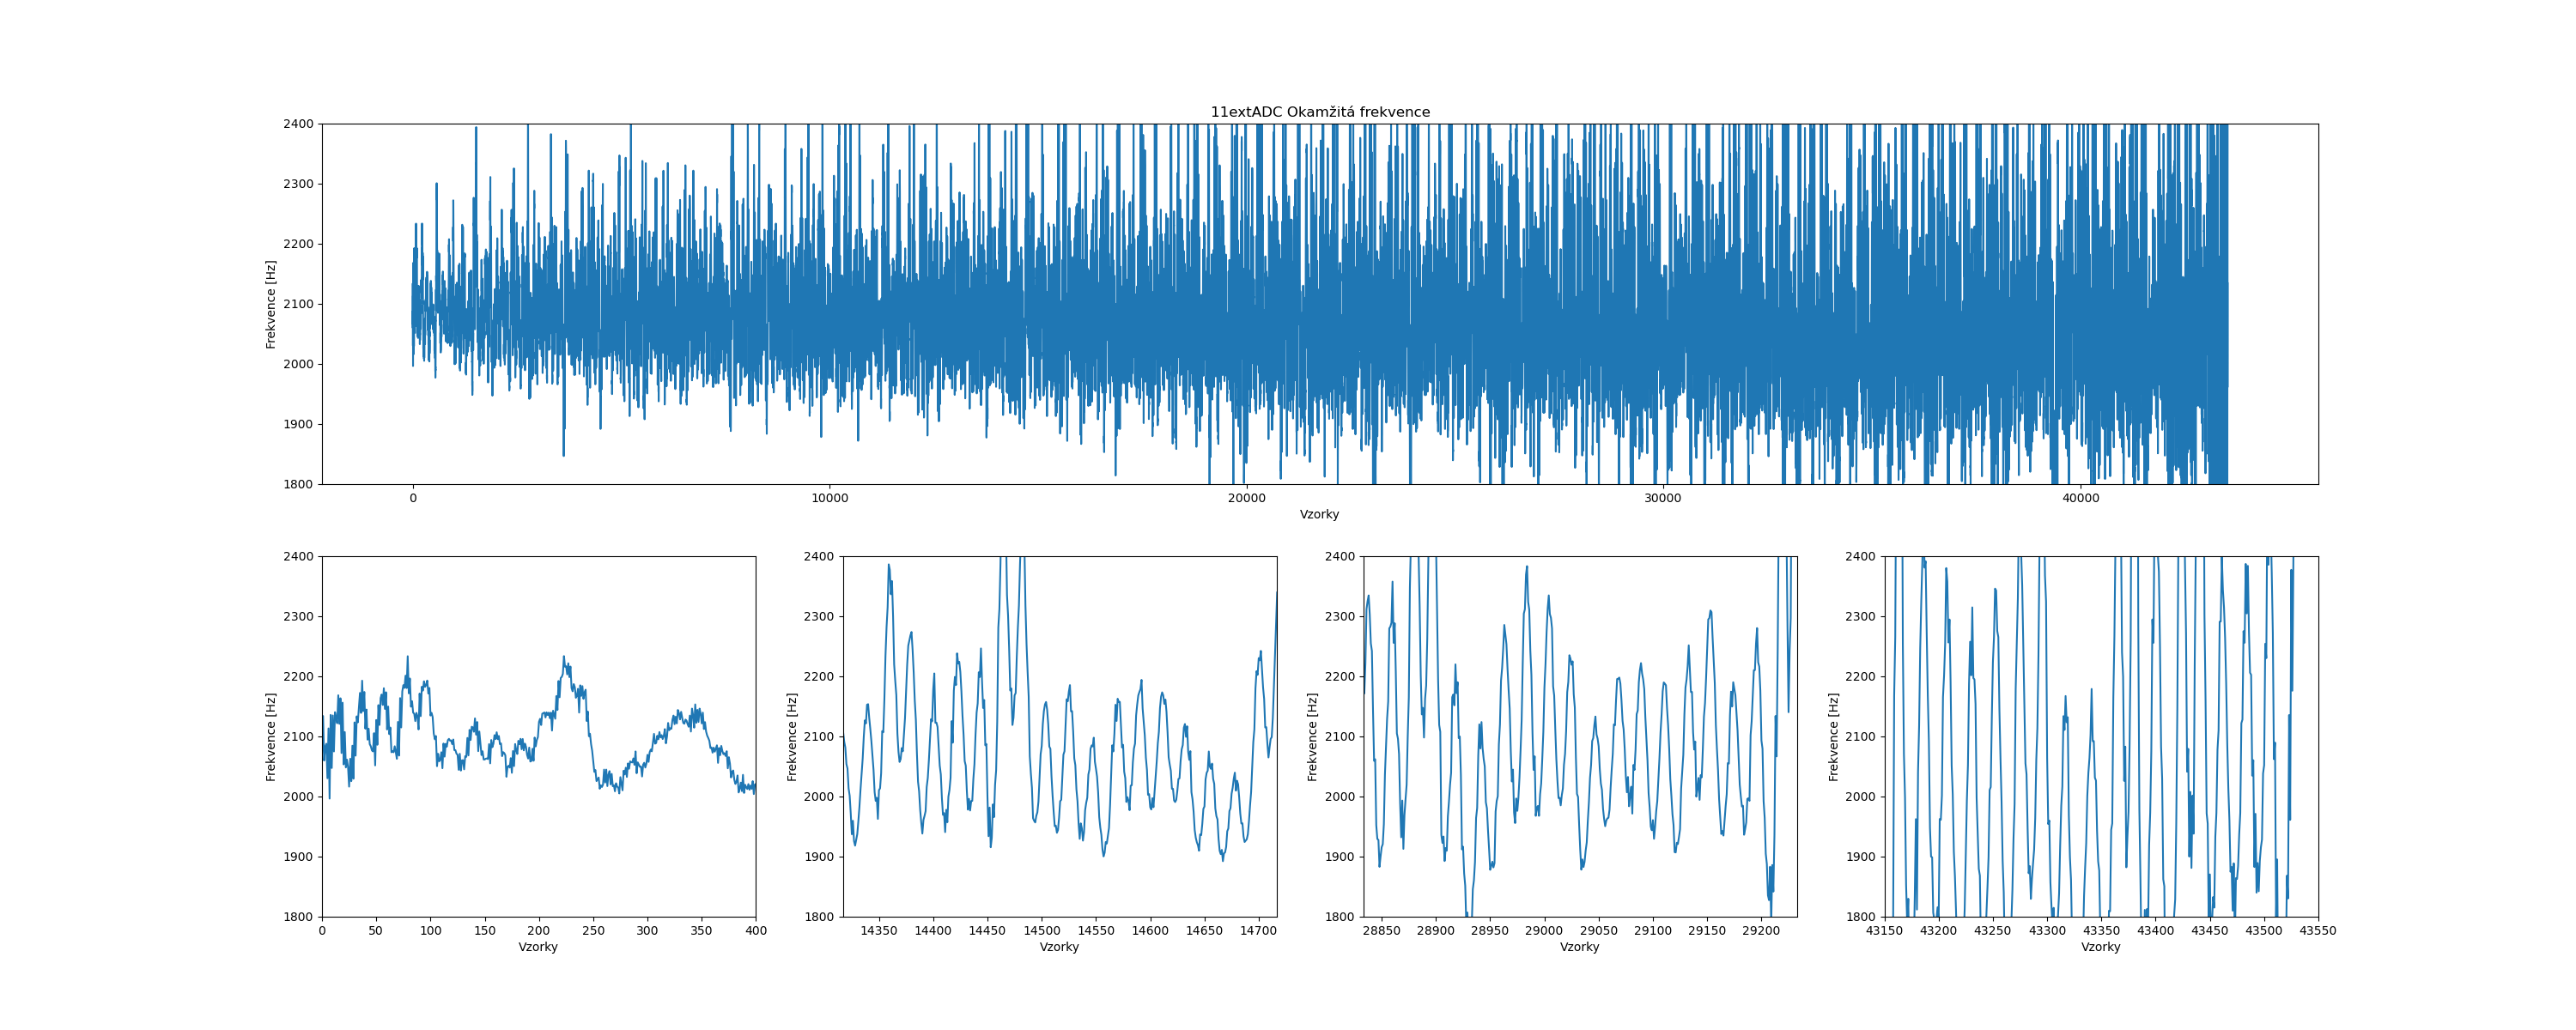 11extADC Okamžitá frekvence
2400
2300
2200
2100
2000
1900
1800
Frekvence [Hz]
0 10000 20000 30000 40000
Vzorky
2400 2400 2400 2400
2300 2300 2300 2300
2200 2200 2200 2200
2100 2100 2100 2100
2000 2000 2000 2000
1900 1900 1900 1900
1800 1800 1800 1800
Frekvence [Hz] Frekvence [Hz] Frekvence [Hz] Frekvence [Hz]
0 50 100 150 200 250 300 350 400 14350 14400 14450 14500 14550 14600 14650 14700 28850 28900 28950 29000 29050 29100 29150 29200 43150 43200 43250 43300 43350 43400 43450 43500 43550
Vzorky Vzorky Vzorky Vzorky